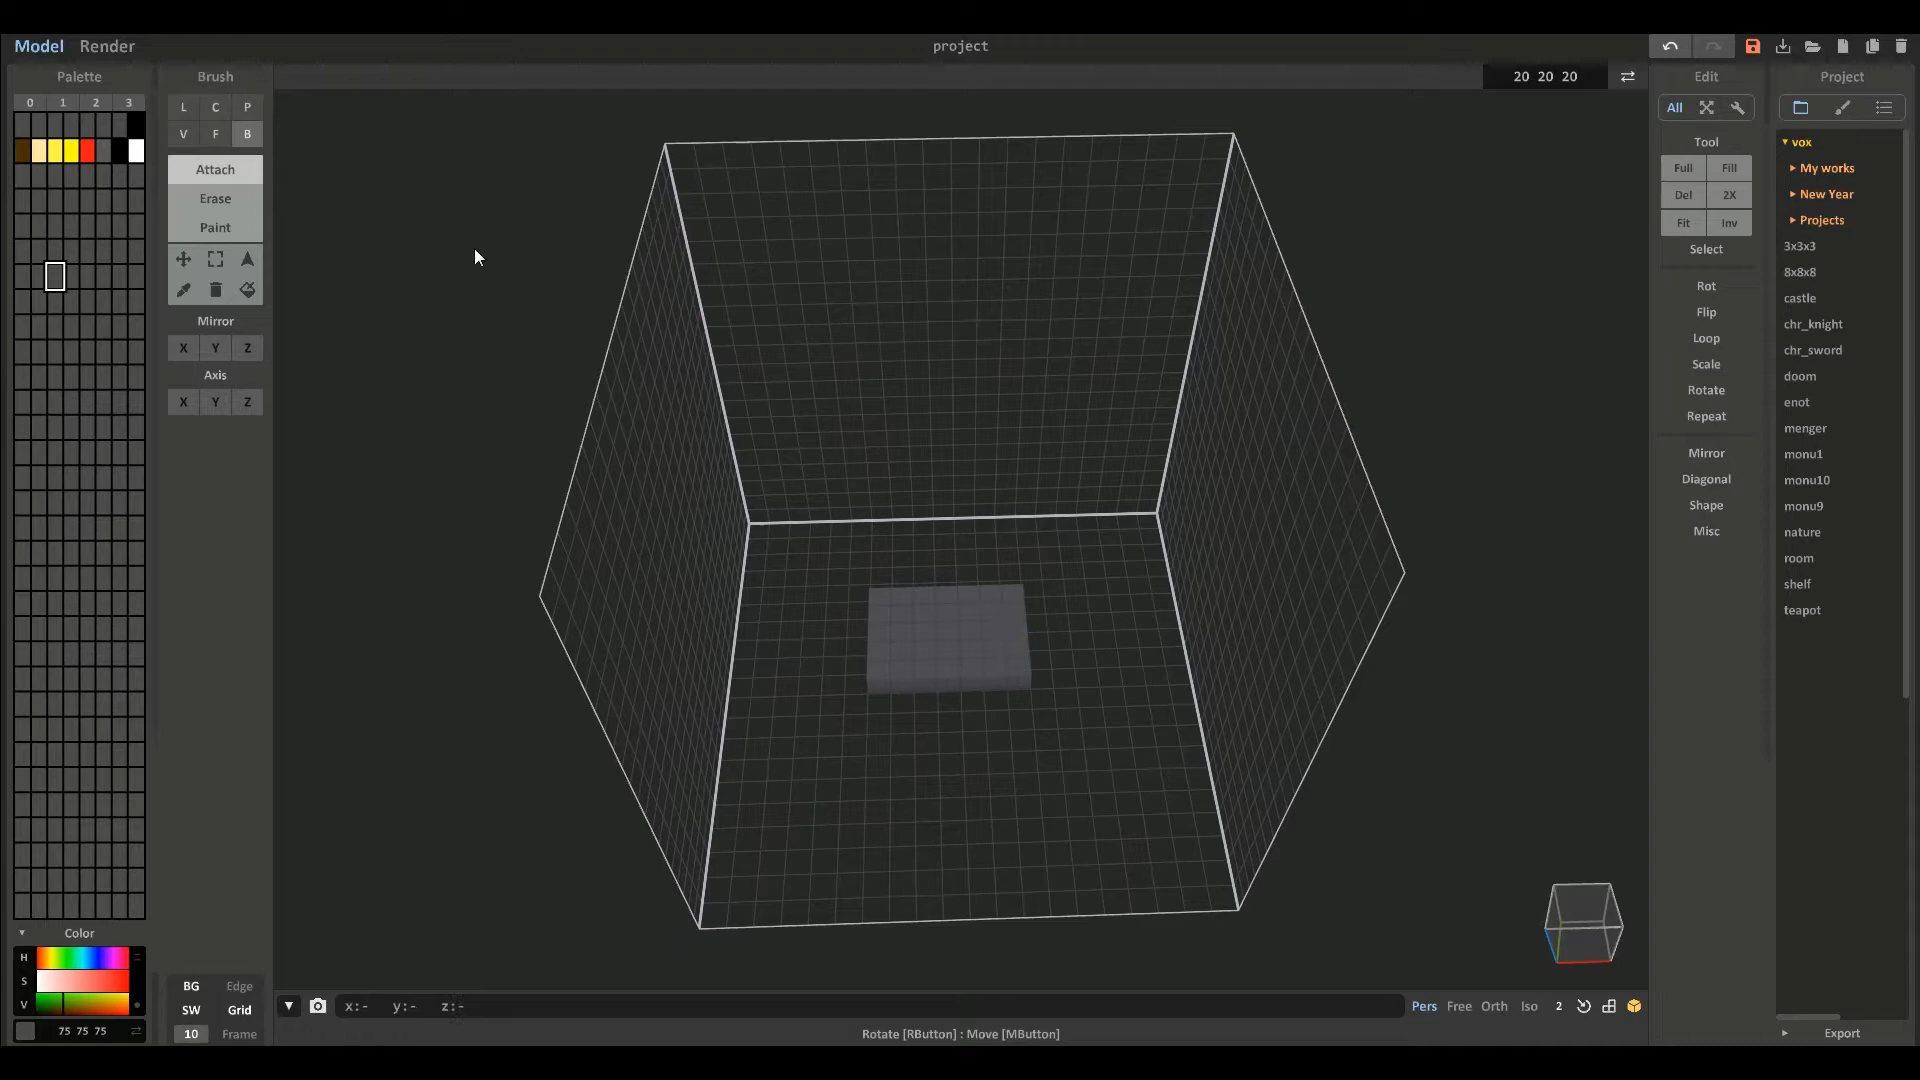 Model Render project
Palette Brush 20 20 20 Edit Project
0 1 2 3
L C P
V F B
Attach
Erase
Paint
Mirror
X Y Z
Axis
X Y Z
BG Edge
SW Grid
10 Frame
Color
H
S
V
75 75 75
x:- y:- z:-
Pers Free Orth Iso 2
Rotate [RButton] : Move [MButton]
All
Tool
Full Fill
Del 2X
Fit Inv
Select
Rot
Flip
Loop
Scale
Rotate
Repeat
Mirror
Diagonal
Shape
Misc
vox
My works
New Year
Projects
3x3x3
8x8x8
castle
chr_knight
chr_sword
doom
enot
menger
monu1
monu10
monu9
nature
room
shelf
teapot
Export